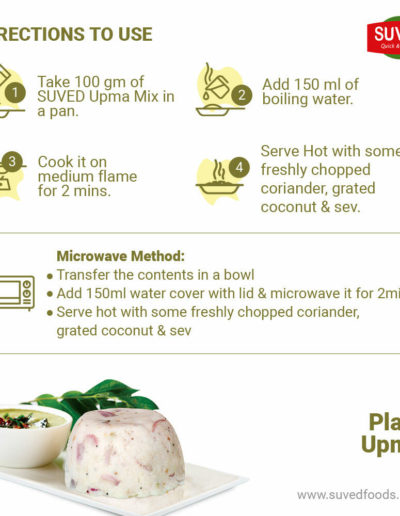 RECTIONS TO USE
SUVE
Quick &
1
Take 100 gm of
SUVED Upma Mix in
a pan.
2
Add 150 ml of
boiling water.
3
Cook it on
medium flame
for 2 mins.
4
Serve Hot with some
freshly chopped
coriander, grated
coconut & sev.
Microwave Method:
• Transfer the contents in a bowl
• Add 150ml water cover with lid & microwave it for 2mi
• Serve hot with some freshly chopped coriander,
grated coconut & sev
Pla
Upm
www.suvedfoods.